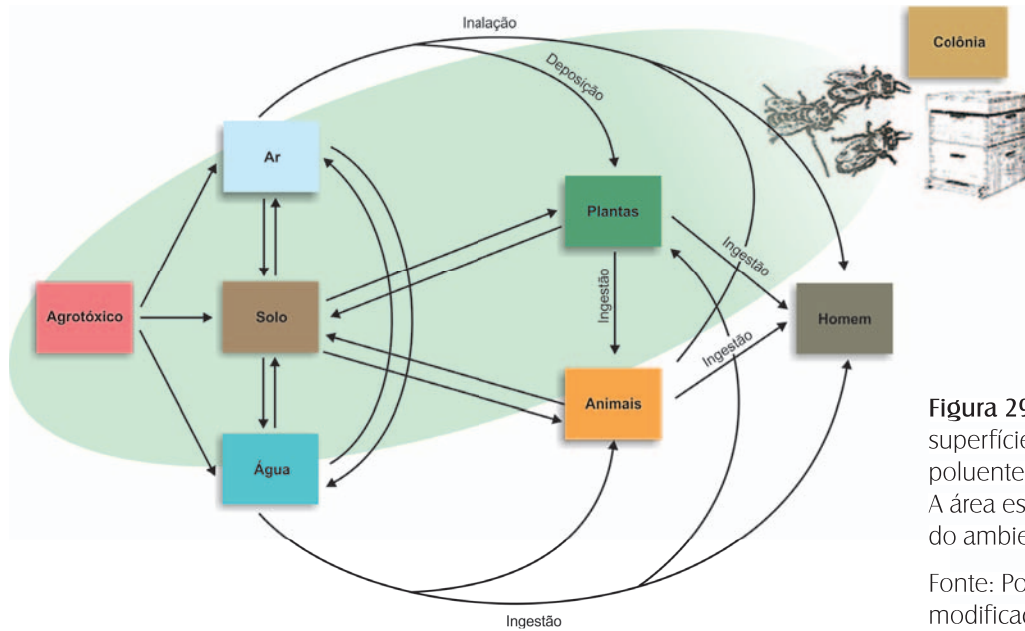 Inalação
Colônia
Deposição
Ar
Plantas
Ingestão
Agrotóxico
Solo
Ingestão
Homem
Ingestão
Animais
Água
Ingestão
Figura 29
superfície
poluente
A área es
do ambie
Fonte: Po
modificad